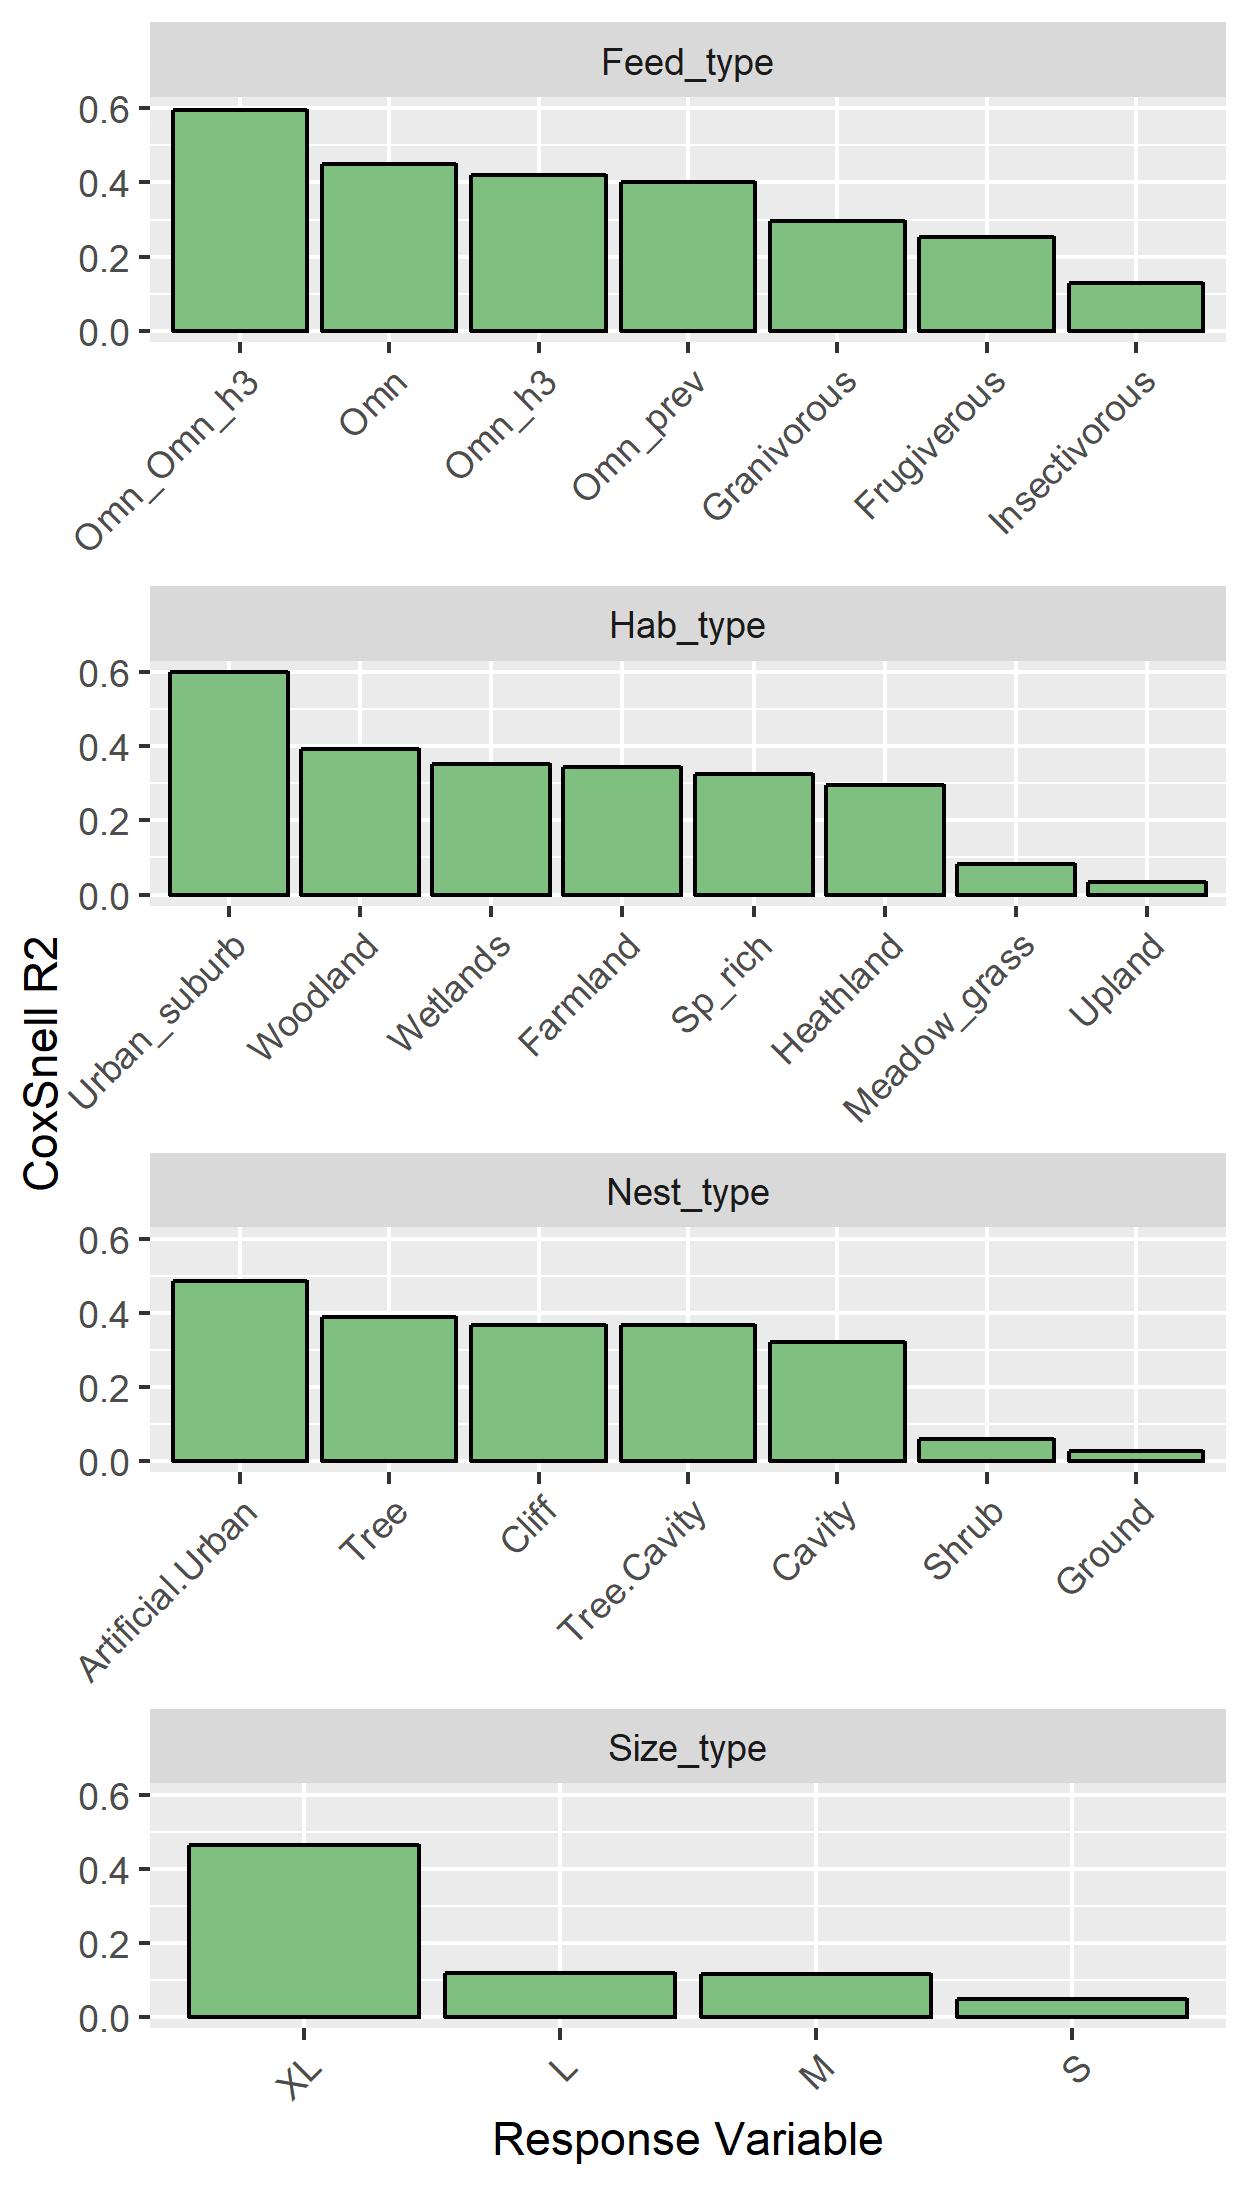 Feed_type
0.6
0.4
0.2
0.0
Omn_Omn_h3
Omn
Omn_h3
Omn_prev
Granivorous
Frugiverous
Insectivorous
Hab_type
0.6
0.4
0.2
0.0
Urban_suburb
Woodland
Wetlands
Farmland
Sp_rich
Heathland
Meadow_grass
Upland
CoxSnell R2
Nest_type
0.6
0.4
0.2
0.0
Artificial.Urban
Tree
Cliff
Tree.Cavity
Cavity
Shrub
Ground
Size_type
0.6
0.4
0.2
0.0
XL
L
M
S
Response Variable